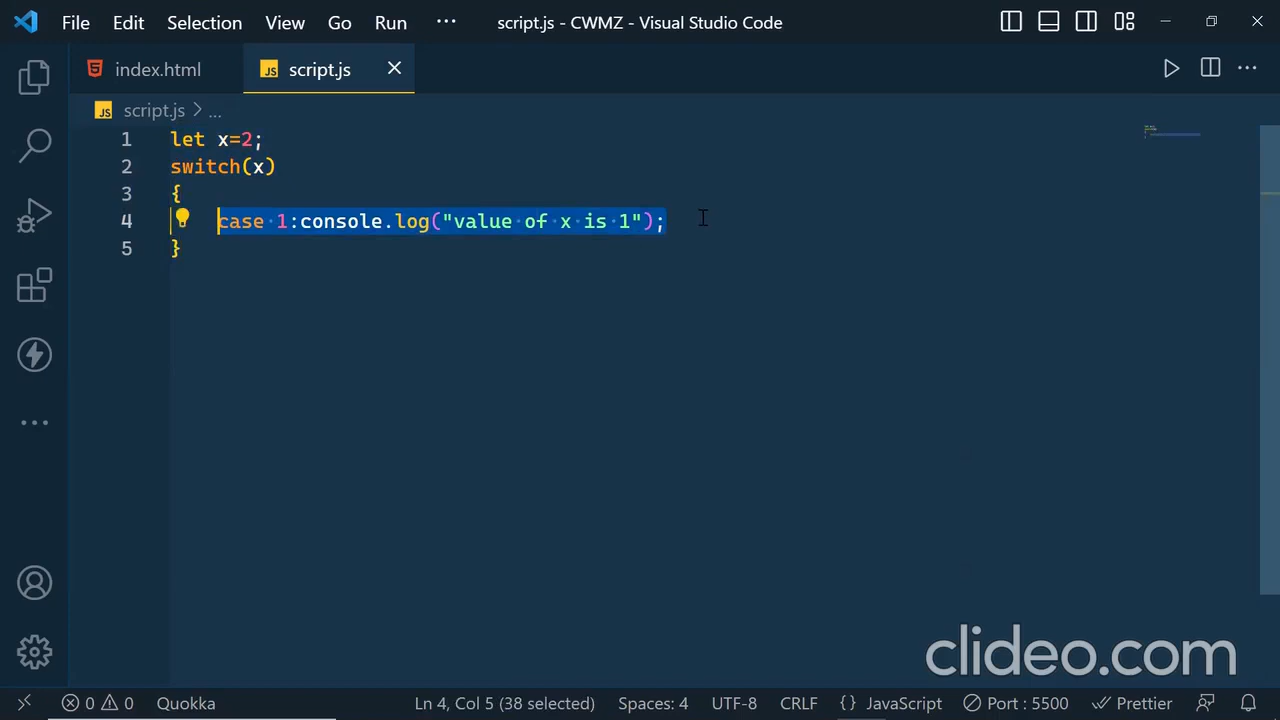 File Edit Selection View Go Run ··· script.js - CWMZ - Visual Studio Code
index.html JS script.js
JS script.js > ...
1 let x=2;
2 switch(x)
3 {
4 case 1:console.log("value of x is 1");
5 }
clideo.com
0 0 Quokka Ln 4, Col 5 (38 selected) Spaces: 4 UTF-8 CRLF { } JavaScript Port : 5500 Prettier